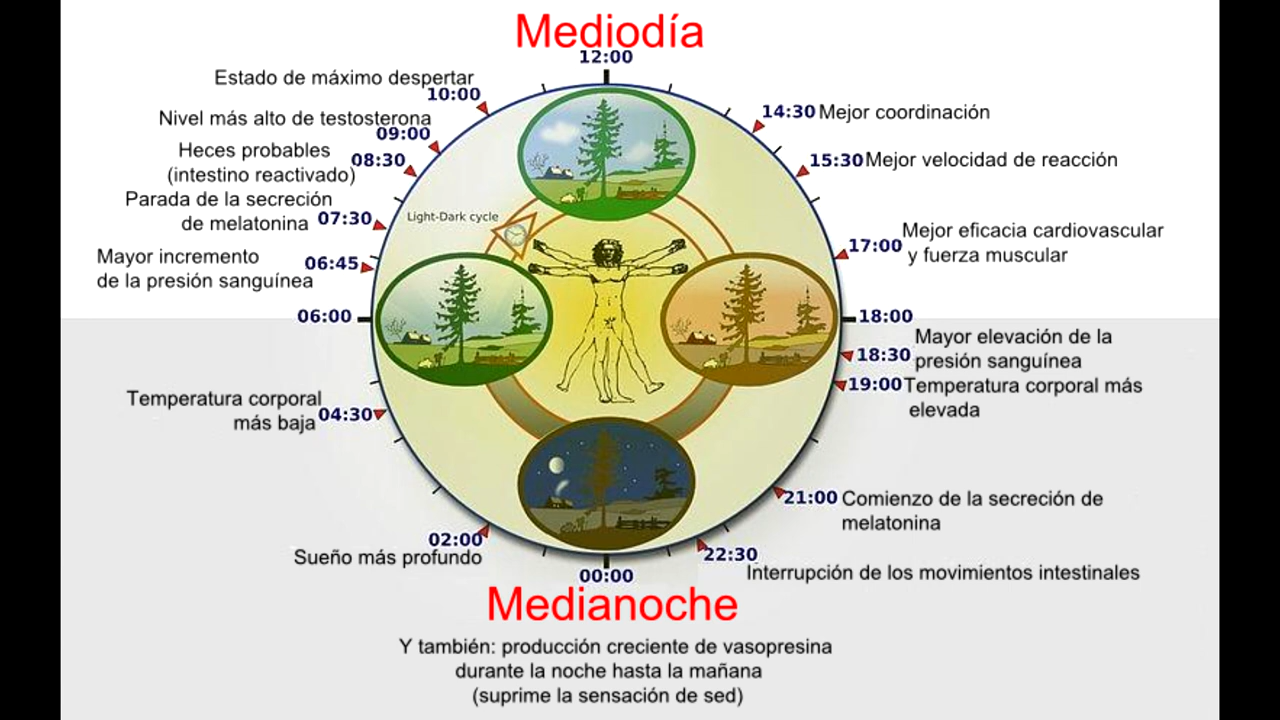 Mediodía
12:00
Estado de máximo despertar
10:00
Nivel más alto de testosterona
09:00
Heces probables
(intestino reactivado)
08:30
Parada de la secreción
de melatonina
07:30
Mayor incremento
de la presión sanguínea
06:45
06:00
Temperatura corporal
más baja
04:30
02:00
Sueño más profundo
Light-Dark cycle
14:30 Mejor coordinación
15:30 Mejor velocidad de reacción
17:00
Mejor eficacia cardiovascular
y fuerza muscular
18:00
18:30
Mayor elevación de la
presión sanguínea
19:00 Temperatura corporal más
elevada
21:00 Comienzo de la secreción de
melatonina
22:30
Interrupción de los movimientos intestinales
00:00
Medianoche
Y también: producción creciente de vasopresina
durante la noche hasta la mañana
(suprime la sensación de sed)